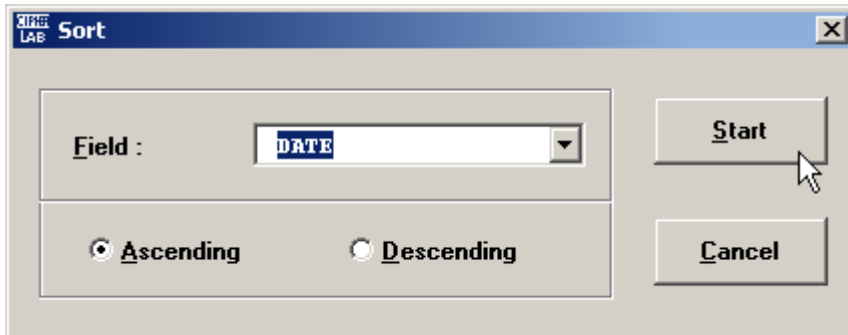 CIPHER
LAB Sort
Field : DATE
Start
Ascending Descending
Cancel